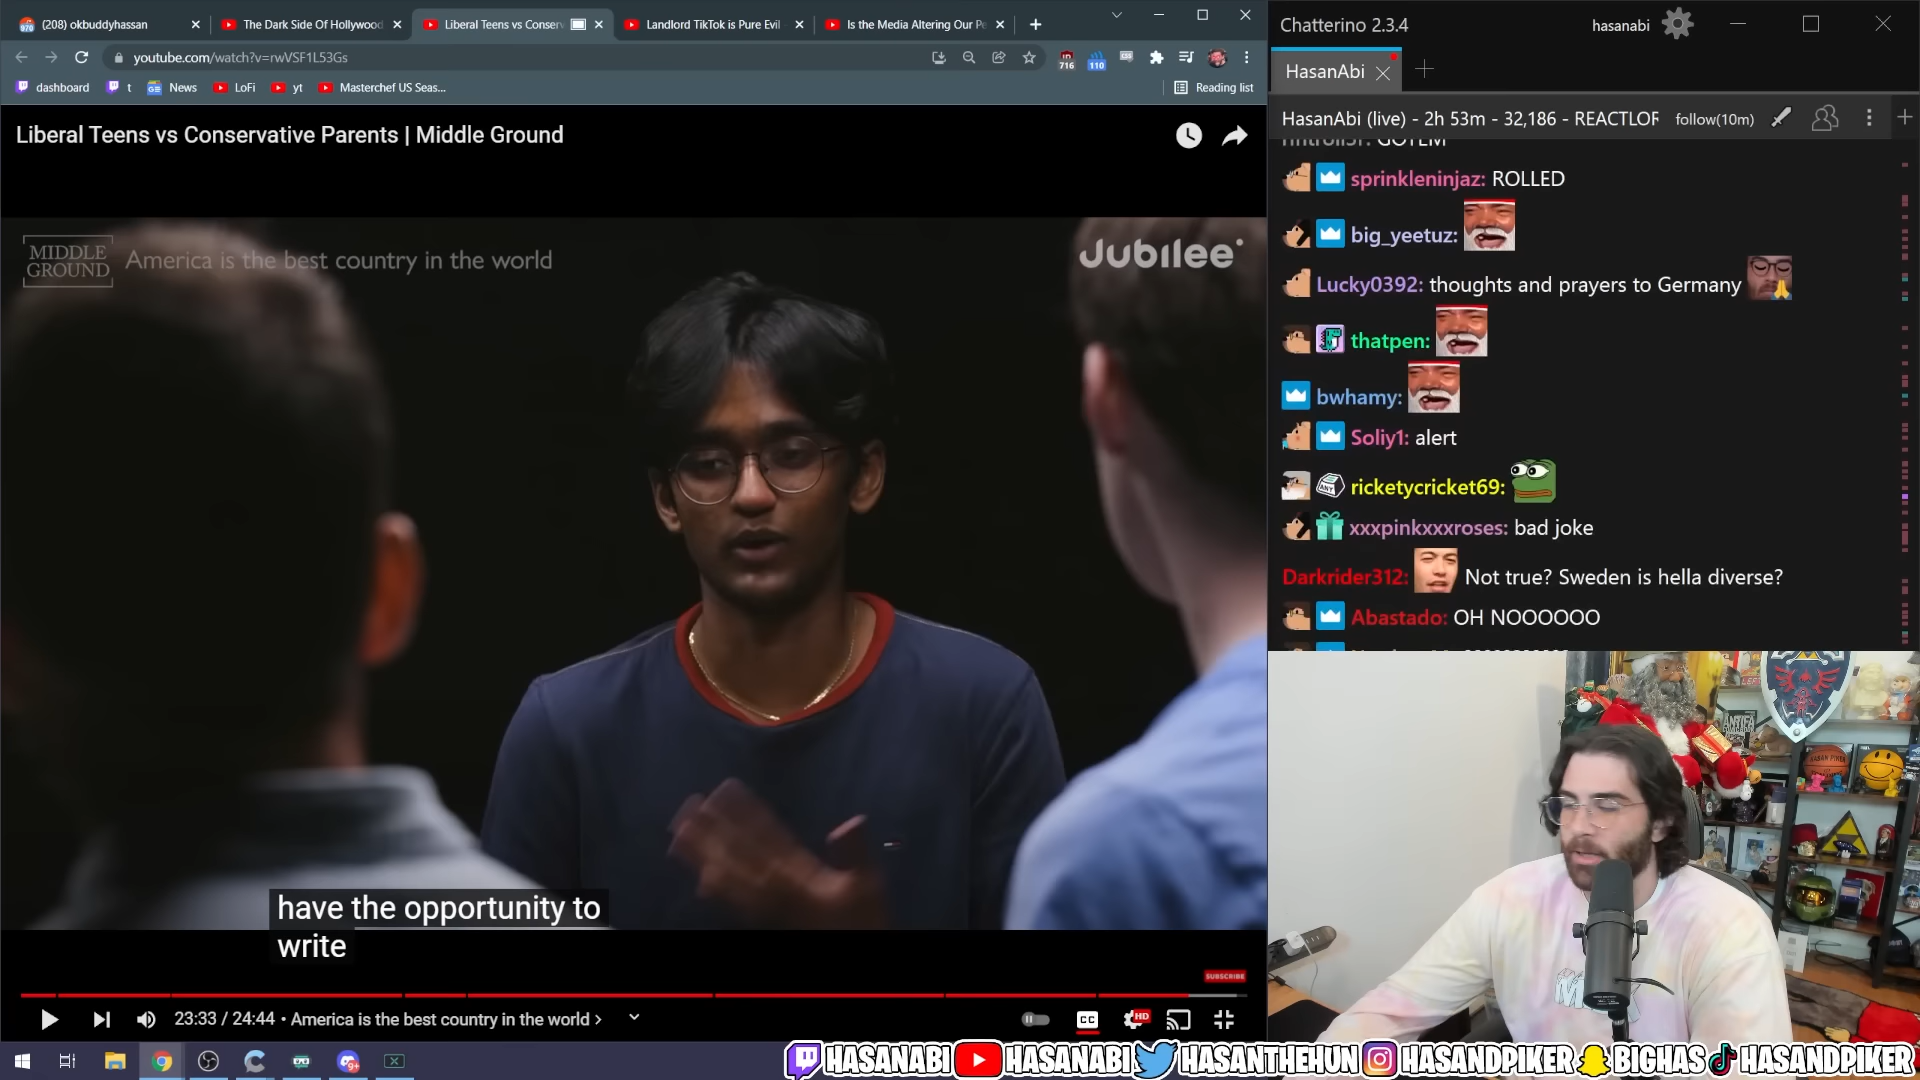 (208) okbuddyhassan
The Dark Side Of Hollywood
Liberal Teens vs Conser
Landlord TikTok is Pure Evil
Is the Media Altering Our Pe
youtube.com/watch?v=rwVSF1L53Gs
716
110
dashboard
t
News
LoFi
yt
Masterchef US Seas...
Reading list
Liberal Teens vs Conservative Parents | Middle Ground
MIDDLE
GROUND
America is the best country in the world
Jubilee
have the opportunity to
write
SUBSCRIBE
23:33 / 24:44 • America is the best country in the world >
CC
HD
Chatterino 2.3.4
hasanabi
HasanAbi
HasanAbi (live) - 2h 53m - 32,186 - REACTLOR
follow(10m)
sprinkleninjaz: ROLLED
big_yeetuz:
Lucky0392: thoughts and prayers to Germany
thatpen:
bwhamy:
Soliy1: alert
ricketycricket69:
xxxpinkxxxroses: bad joke
Darkrider312: Not true? Sweden is hella diverse?
Abastado: OH NOOOOOO
HASANABI
HASANABI
HASANTHEHUN
HASANDPIKER
BIGHAS
HASANDPIKER